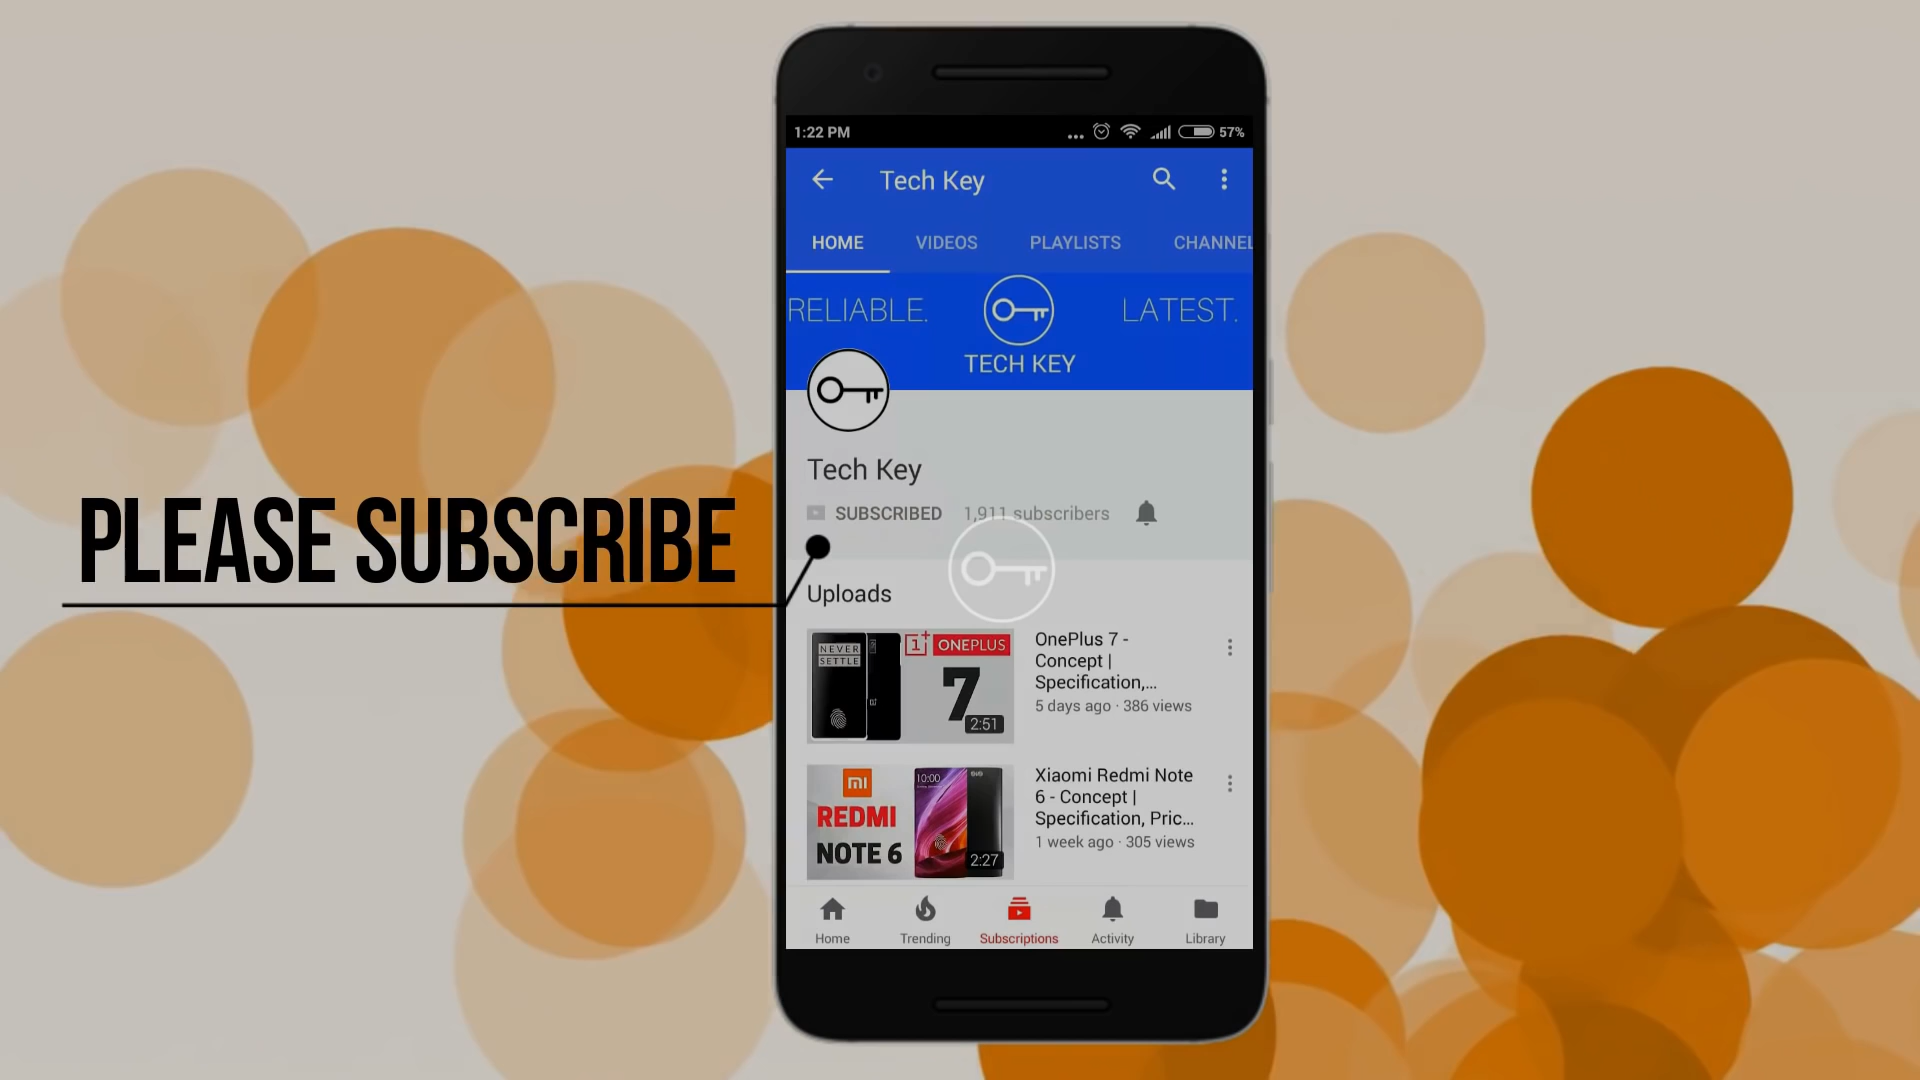 1:22 PM
57%
Tech Key
HOME VIDEOS PLAYLISTS CHANNEL
RELIABLE.
LATEST.
TECH KEY
Tech Key
SUBSCRIBED 1,911 subscribers
PLEASE SUBSCRIBE
Uploads
NEVER
SETTLE
1+ ONEPLUS
7
2:51
OnePlus 7 -
Concept |
Specification,...
5 days ago · 386 views
mi
REDMI
NOTE 6
10:00
2:27
Xiaomi Redmi Note
6 - Concept |
Specification, Pric...
1 week ago · 305 views
Home Trending Subscriptions Activity Library